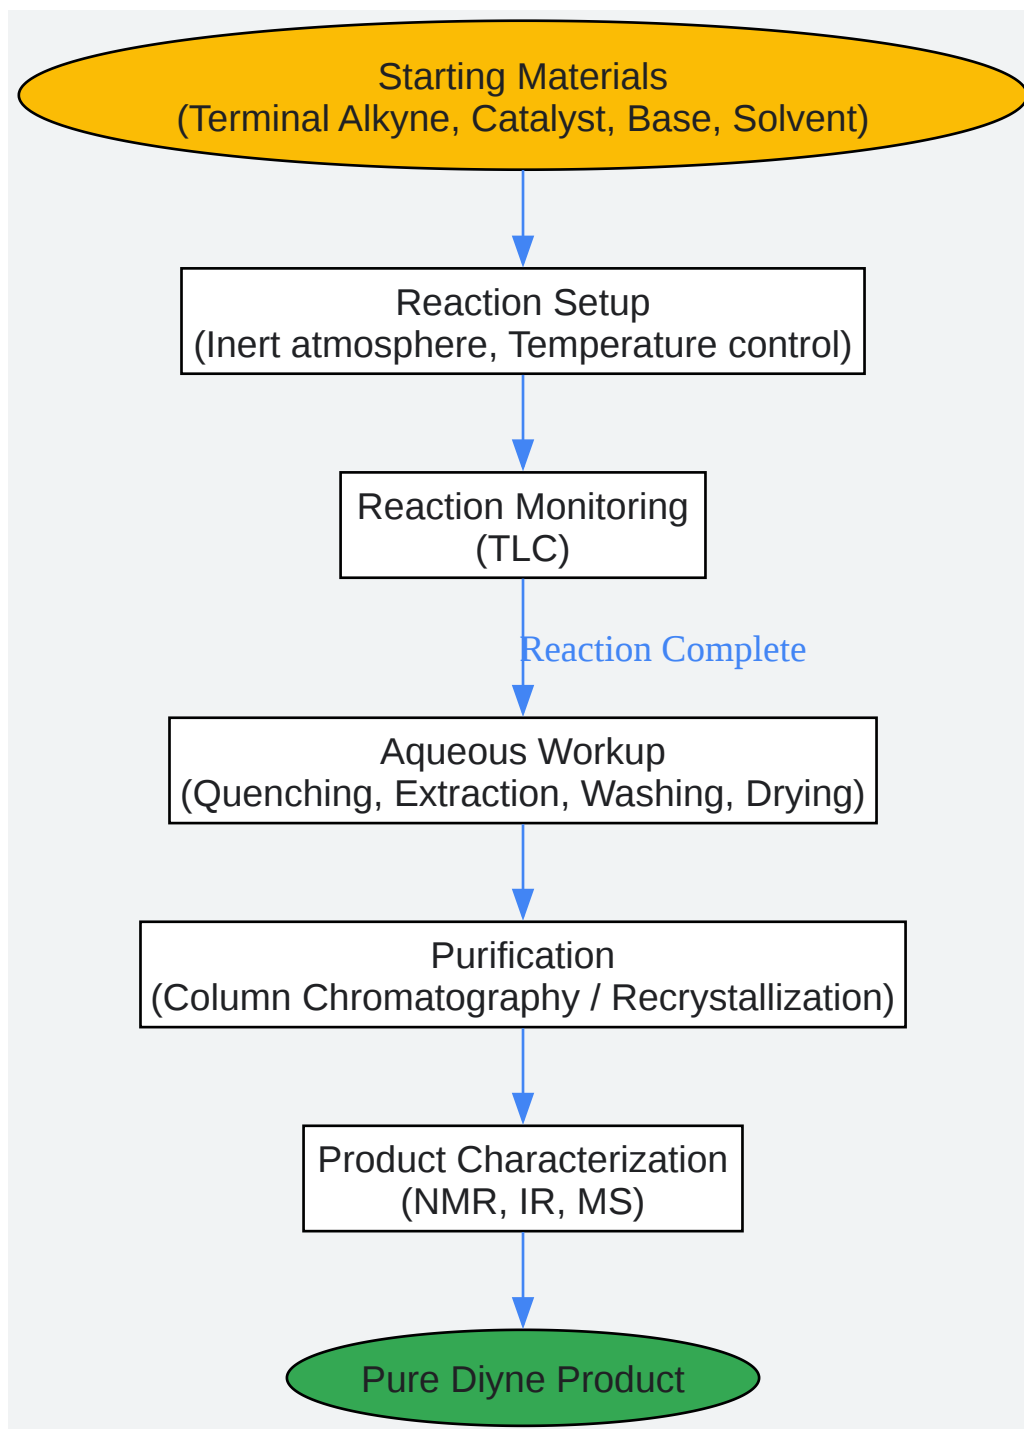 Starting Materials
(Terminal Alkyne, Catalyst, Base, Solvent)
Reaction Setup
(Inert atmosphere, Temperature control)
Reaction Monitoring
(TLC)
Reaction Complete
Aqueous Workup
(Quenching, Extraction, Washing, Drying)
Purification
(Column Chromatography / Recrystallization)
Product Characterization
(NMR, IR, MS)
Pure Diyne Product